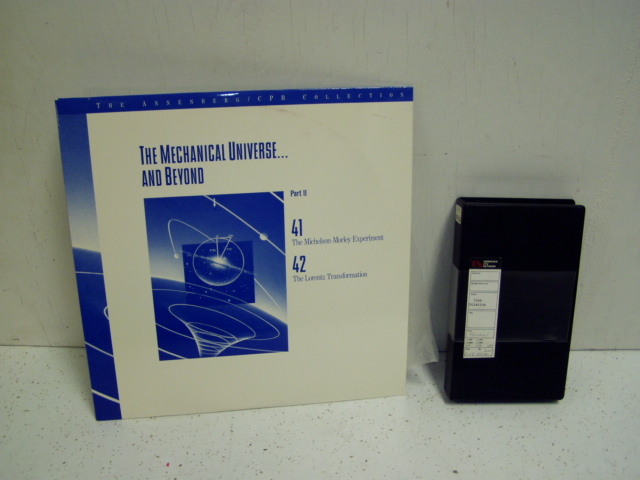 THE ANNENBERG/CPB COLLECTION
THE MECHANICAL UNIVERSE...
AND BEYOND
Part II
41
The Michelson-Morley Experiment
42
The Lorentz Transformation